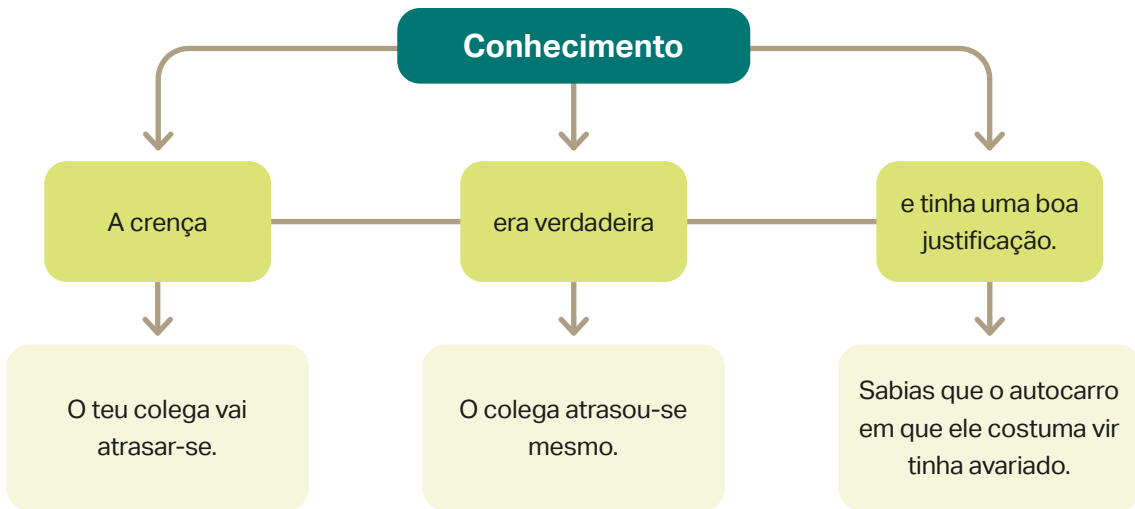 Conhecimento
A crença
era verdadeira
e tinha uma boa
justificação.
O teu colega vai
atrasar-se.
O colega atrasou-se
mesmo.
Sabias que o autocarro
em que ele costuma vir
tinha avariado.